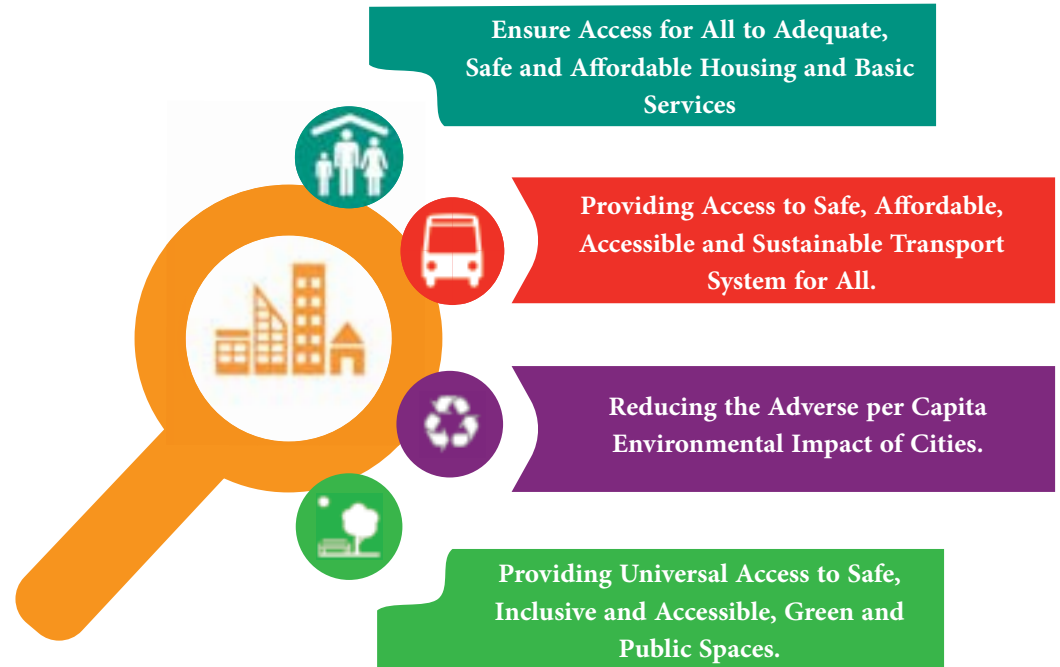 Ensure Access for All to Adequate,
Safe and Affordable Housing and Basic
Services
Providing Access to Safe, Affordable,
Accessible and Sustainable Transport
System for All.
Reducing the Adverse per Capita
Environmental Impact of Cities.
Providing Universal Access to Safe,
Inclusive and Accessible, Green and
Public Spaces.